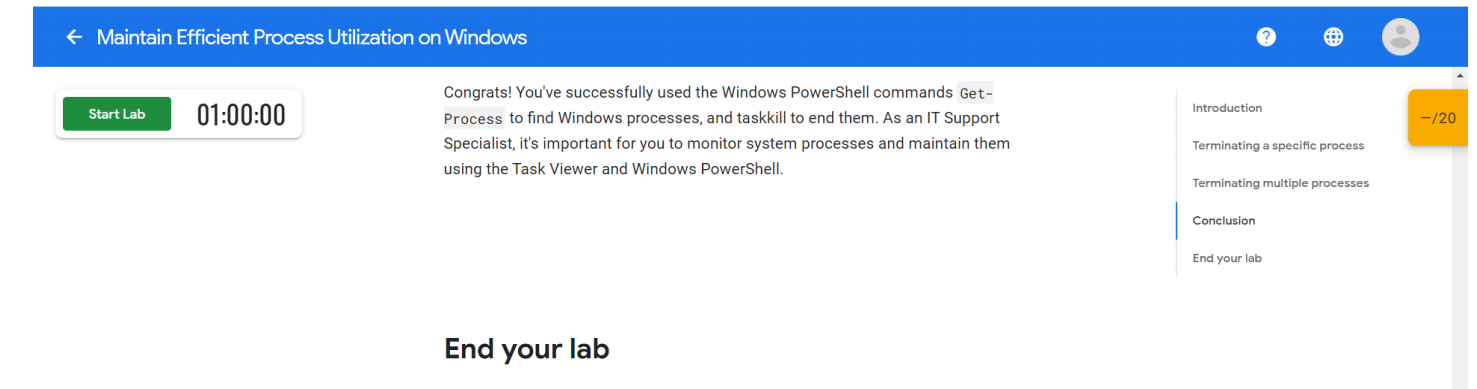 Maintain Efficient Process Utilization on Windows
Start Lab
01:00:00
Congrats! You've successfully used the Windows PowerShell commands Get-
Process to find Windows processes, and taskkill to end them. As an IT Support
Specialist, it's important for you to monitor system processes and maintain them
using the Task Viewer and Windows PowerShell.
End your lab
Introduction
Terminating a specific process
Terminating multiple processes
Conclusion
End your lab
–/20